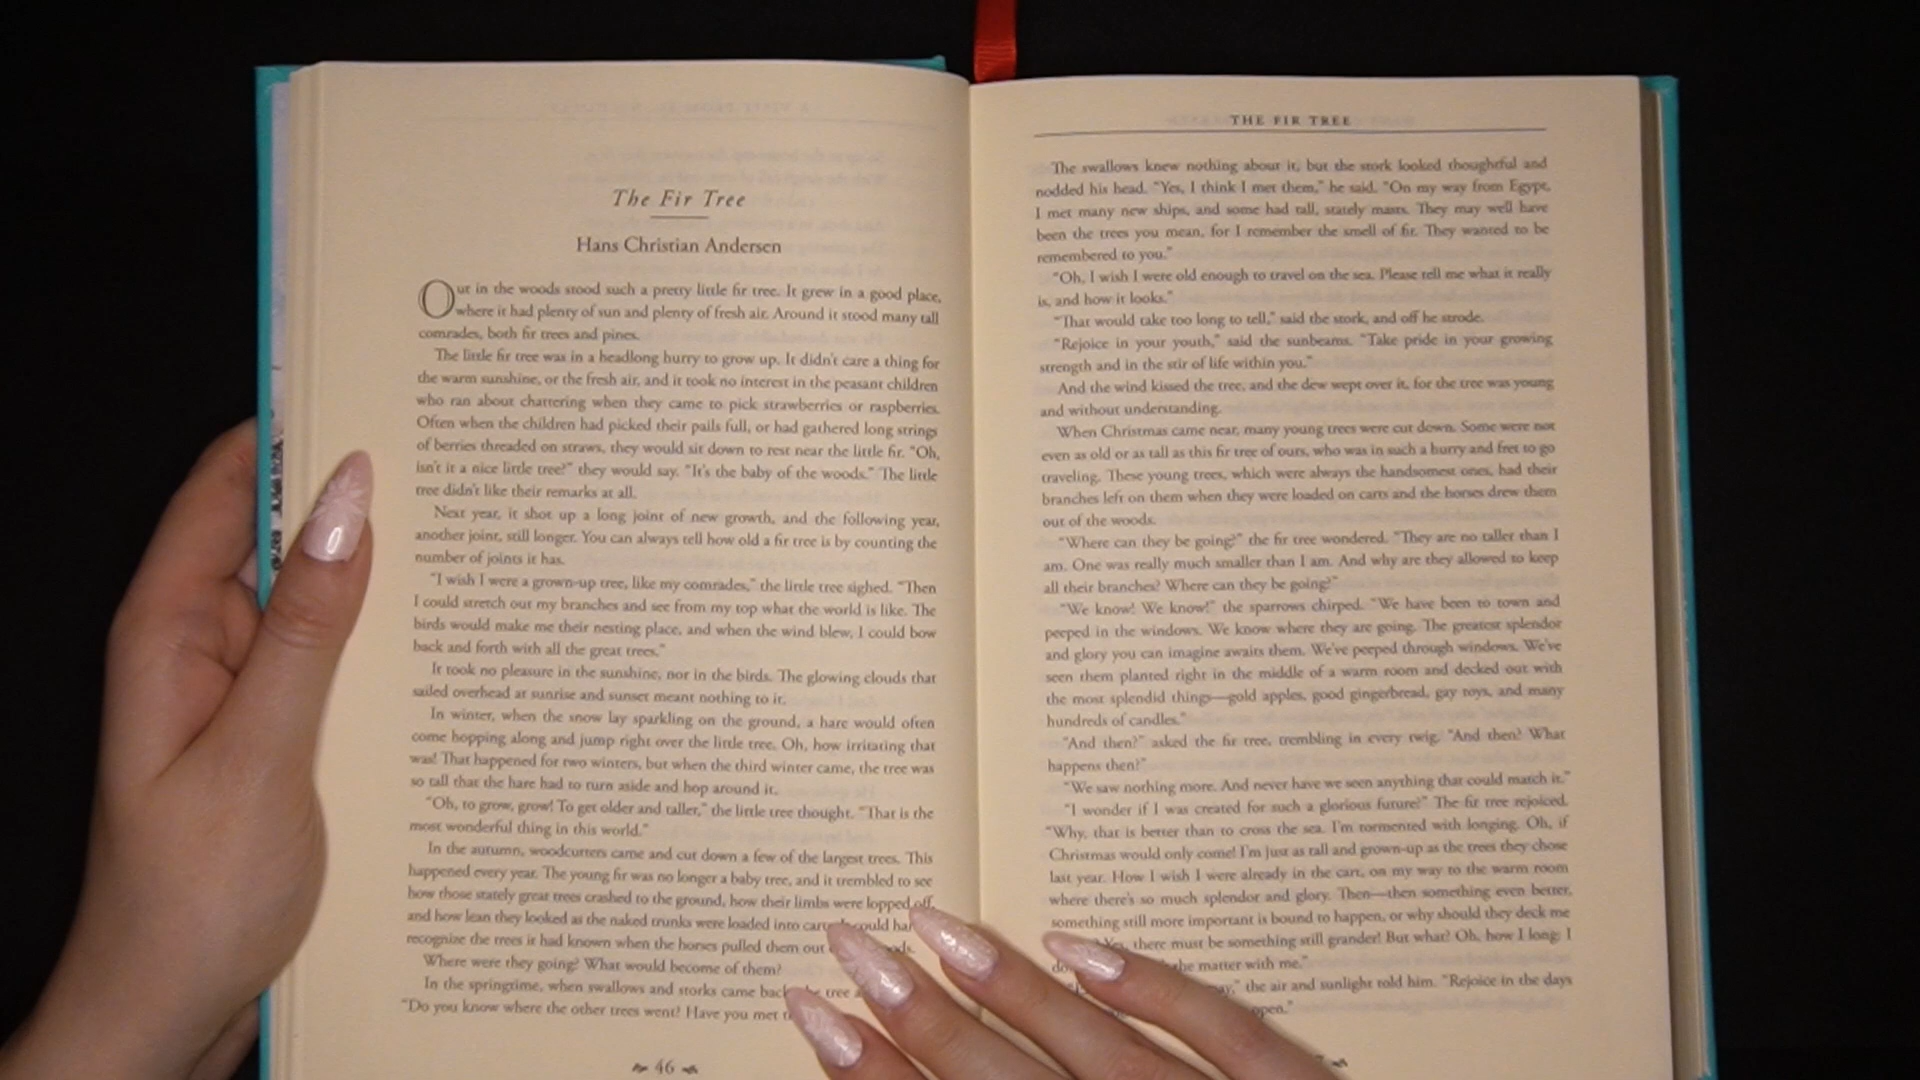 The Fir Tree
Hans Christian Andersen
Out in the woods stood such a pretty little fir tree. It grew in a good place,
where it had plenty of sun and plenty of fresh air. Around it stood many tall
comrades, both fir trees and pines.
The little fir tree was in a headlong hurry to grow up. It didn't care a thing for
the warm sunshine, or the fresh air, and it took no interest in the peasant children
who ran about chattering when they came to pick strawberries or raspberries.
Often when the children had picked their pails full, or had gathered long strings
of berries threaded on straws, they would sit down to rest near the little fir. "Oh,
isn't it a nice little tree?" they would say. "It's the baby of the woods." The little
tree didn't like their remarks at all.
Next year, it shot up a long joint of new growth, and the following year,
another joint, still longer. You can always tell how old a fir tree is by counting the
number of joints it has.
"I wish I were a grown-up tree, like my comrades," the little tree sighed. "Then
I could stretch out my branches and see from my top what the world is like. The
birds would make me their nesting place, and when the wind blew, I could bow
back and forth with all the great trees."
It took no pleasure in the sunshine, nor in the birds. The glowing clouds that
sailed overhead at sunrise and sunset meant nothing to it.
In winter, when the snow lay sparkling on the ground, a hare would often
come hopping along and jump right over the little tree. Oh, how irritating that
was! That happened for two winters, but when the third winter came, the tree was
so tall that the hare had to turn aside and hop around it.
"Oh, to grow, grow! To get older and taller," the little tree thought. "That is the
most wonderful thing in this world."
In the autumn, woodcutters came and cut down a few of the largest trees. This
happened every year. The young fir was no longer a baby tree, and it trembled to see
how those stately great trees crashed to the ground, how their limbs were lopped off,
and how lean they looked as the naked trunks were loaded into could
recognize the trees it had known when the horses pulled them out
Where were they going? What would become of them?
In the springtime, when swallows and storks came back, tree
"Do you know where the other trees went? Have you met
46
THE FIR TREE
The swallows knew nothing about it, but the stork looked thoughtful and
nodded his head. "Yes, I think I met them," he said. "On my way from Egypt,
I met many new ships, and some had tall, stately masts. They may well have
been the trees you mean, for I remember the smell of fir. They wanted to be
remembered to you."
"Oh, I wish I were old enough to travel on the sea. Please tell me what it really
is, and how it looks."
"That would take too long to tell," said the stork, and off he strode.
"Rejoice in your youth," said the sunbeams. "Take pride in your growing
strength and in the stir of life within you."
And the wind kissed the tree, and the dew wept over it, for the tree was young
and without understanding.
When Christmas came near, many young trees were cut down. Some were not
even as old or as tall as this fir tree of ours, who was in such a hurry and fret to go
traveling. These young trees, which were always the handsomest ones, had their
branches left on them when they were loaded on carts and the horses drew them
out of the woods.
"Where can they be going?" the fir tree wondered. "They are no taller than I
am. One was really much smaller than I am. And why are they allowed to keep
all their branches? Where can they be going?"
"We know! We know!" the sparrows chirped. "We have been to town and
peeped in the windows. We know where they are going. The greatest splendor
and glory you can imagine awaits them. We've peeped through windows. We've
seen them planted right in the middle of a warm room and decked out with
the most splendid things—gold apples, good gingerbread, gay toys, and many
hundreds of candles."
"And then?" asked the fir tree, trembling in every twig. "And then? What
happens then?"
"We saw nothing more. And never have we seen anything that could match it."
"I wonder if I was created for such a glorious future?" The fir tree rejoiced.
"Why, that is better than to cross the sea. I'm tormented with longing. Oh, if
Christmas would only come! I'm just as tall and grown-up as the trees they chose
last year. How I wish I were already in the cart, on my way to the warm room
where there's so much splendor and glory. Then—then something even better,
something still more important is bound to happen, or why should they deck me
Yes, there must be something still grander! But what? Oh, how I long: I
the matter with me."
the air and sunlight told him. "Rejoice in the days